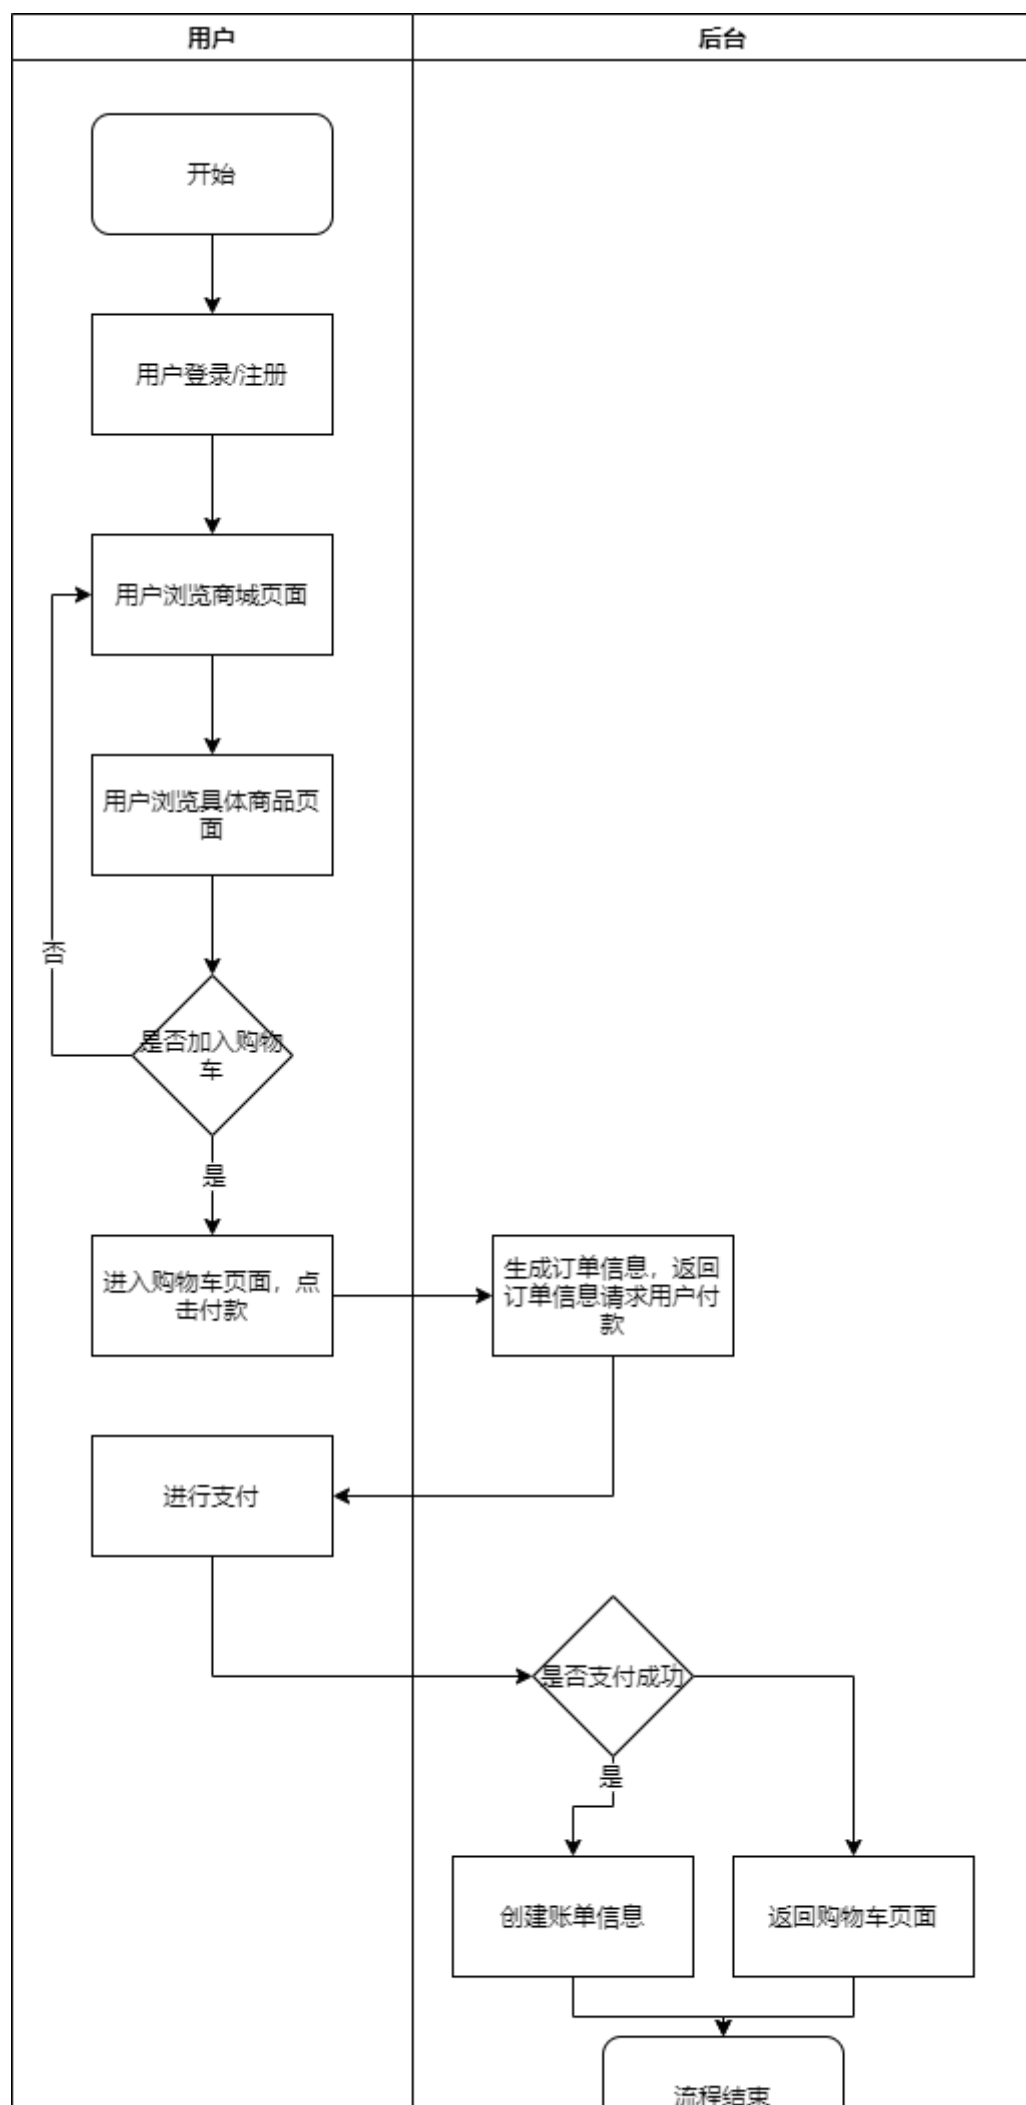 用户
后台
开始
用户登录/注册
用户浏览商城页面
用户浏览具体商品页
面
否
是否加入购物
车
是
进入购物车页面，点
击付款
生成订单信息，返回
订单信息请求用户付
款
进行支付
是否支付成功
是
创建账单信息
返回购物车页面
流程结束